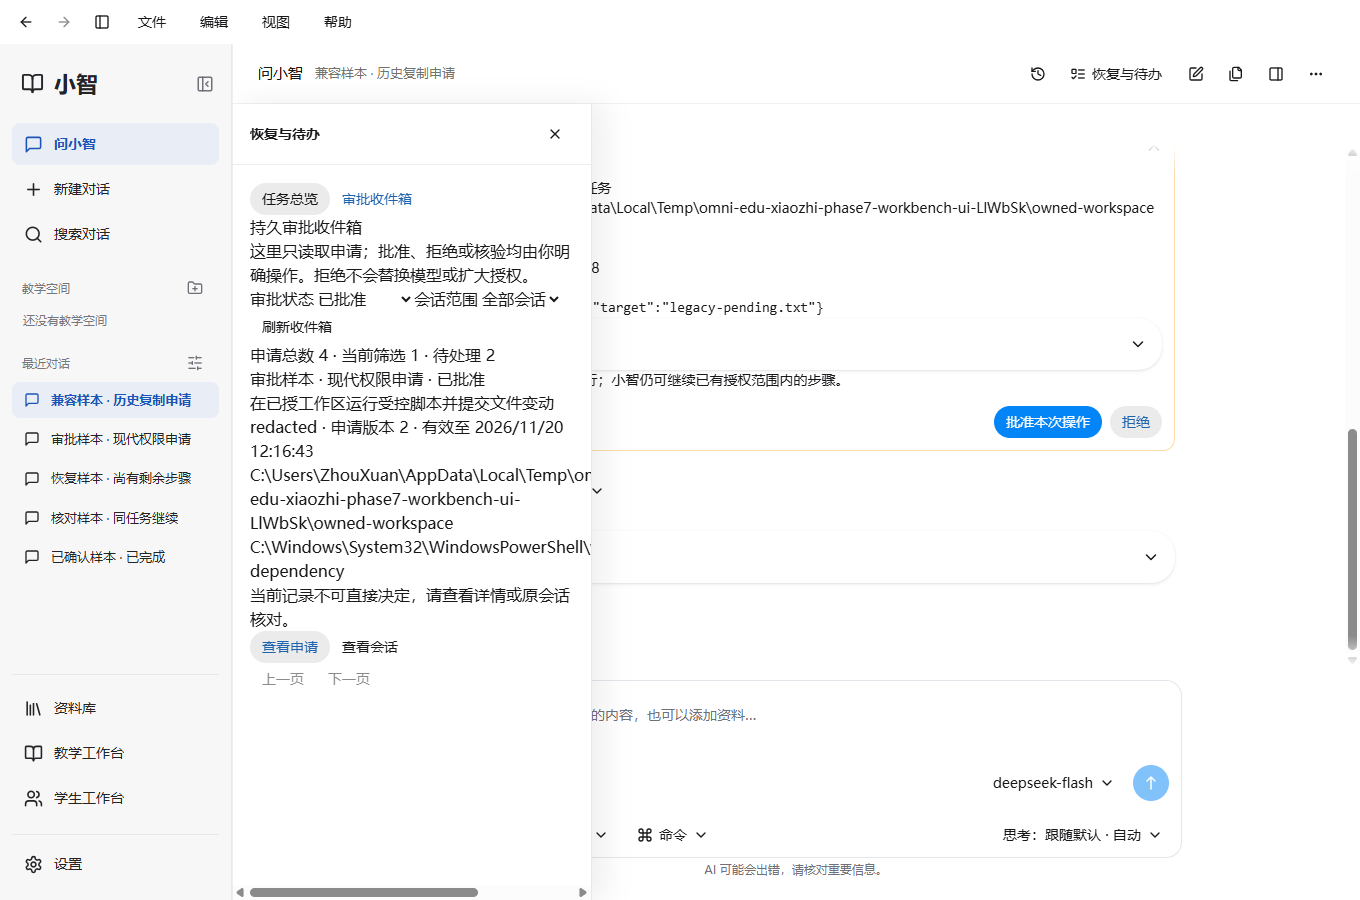 文件 编辑 视图 帮助
小智
问小智
新建对话
搜索对话
教学空间
还没有教学空间
最近对话
兼容样本 · 历史复制申请
审批样本 · 现代权限申请
恢复样本 · 尚有剩余步骤
核对样本 · 同任务继续
已确认样本 · 已完成
资料库
教学工作台
学生工作台
设置
问小智 兼容样本 · 历史复制申请
恢复与待办
恢复与待办
任务总览 审批收件箱
持久审批收件箱
这里只读取申请；批准、拒绝或核验均由你明
确操作。拒绝不会替换模型或扩大授权。
审批状态 已批准 会话范围 全部会话
刷新收件箱
申请总数 4 · 当前筛选 1 · 待处理 2
审批样本 · 现代权限申请 · 已批准
在已授工作区运行受控脚本并提交文件变动
redacted · 申请版本 2 · 有效至 2026/11/20
12:16:43
C:\Users\ZhouXuan\AppData\Local\Temp\on
edu-xiaozhi-phase7-workbench-ui-
LlWbSk\owned-workspace
C:\Windows\System32\WindowsPowerShell\
dependency
当前记录不可直接决定，请查看详情或原会话
核对。
查看申请 查看会话
上一页 下一页
任务
ata\Local\Temp\omni-edu-xiaozhi-phase7-workbench-ui-LlWbSk\owned-workspace
8
"target":"legacy-pending.txt"}
行；小智仍可继续已有授权范围内的步骤。
批准本次操作 拒绝
的内容，也可以添加资料...
deepseek-flash
命令
思考：跟随默认 · 自动
AI 可能会出错，请核对重要信息。